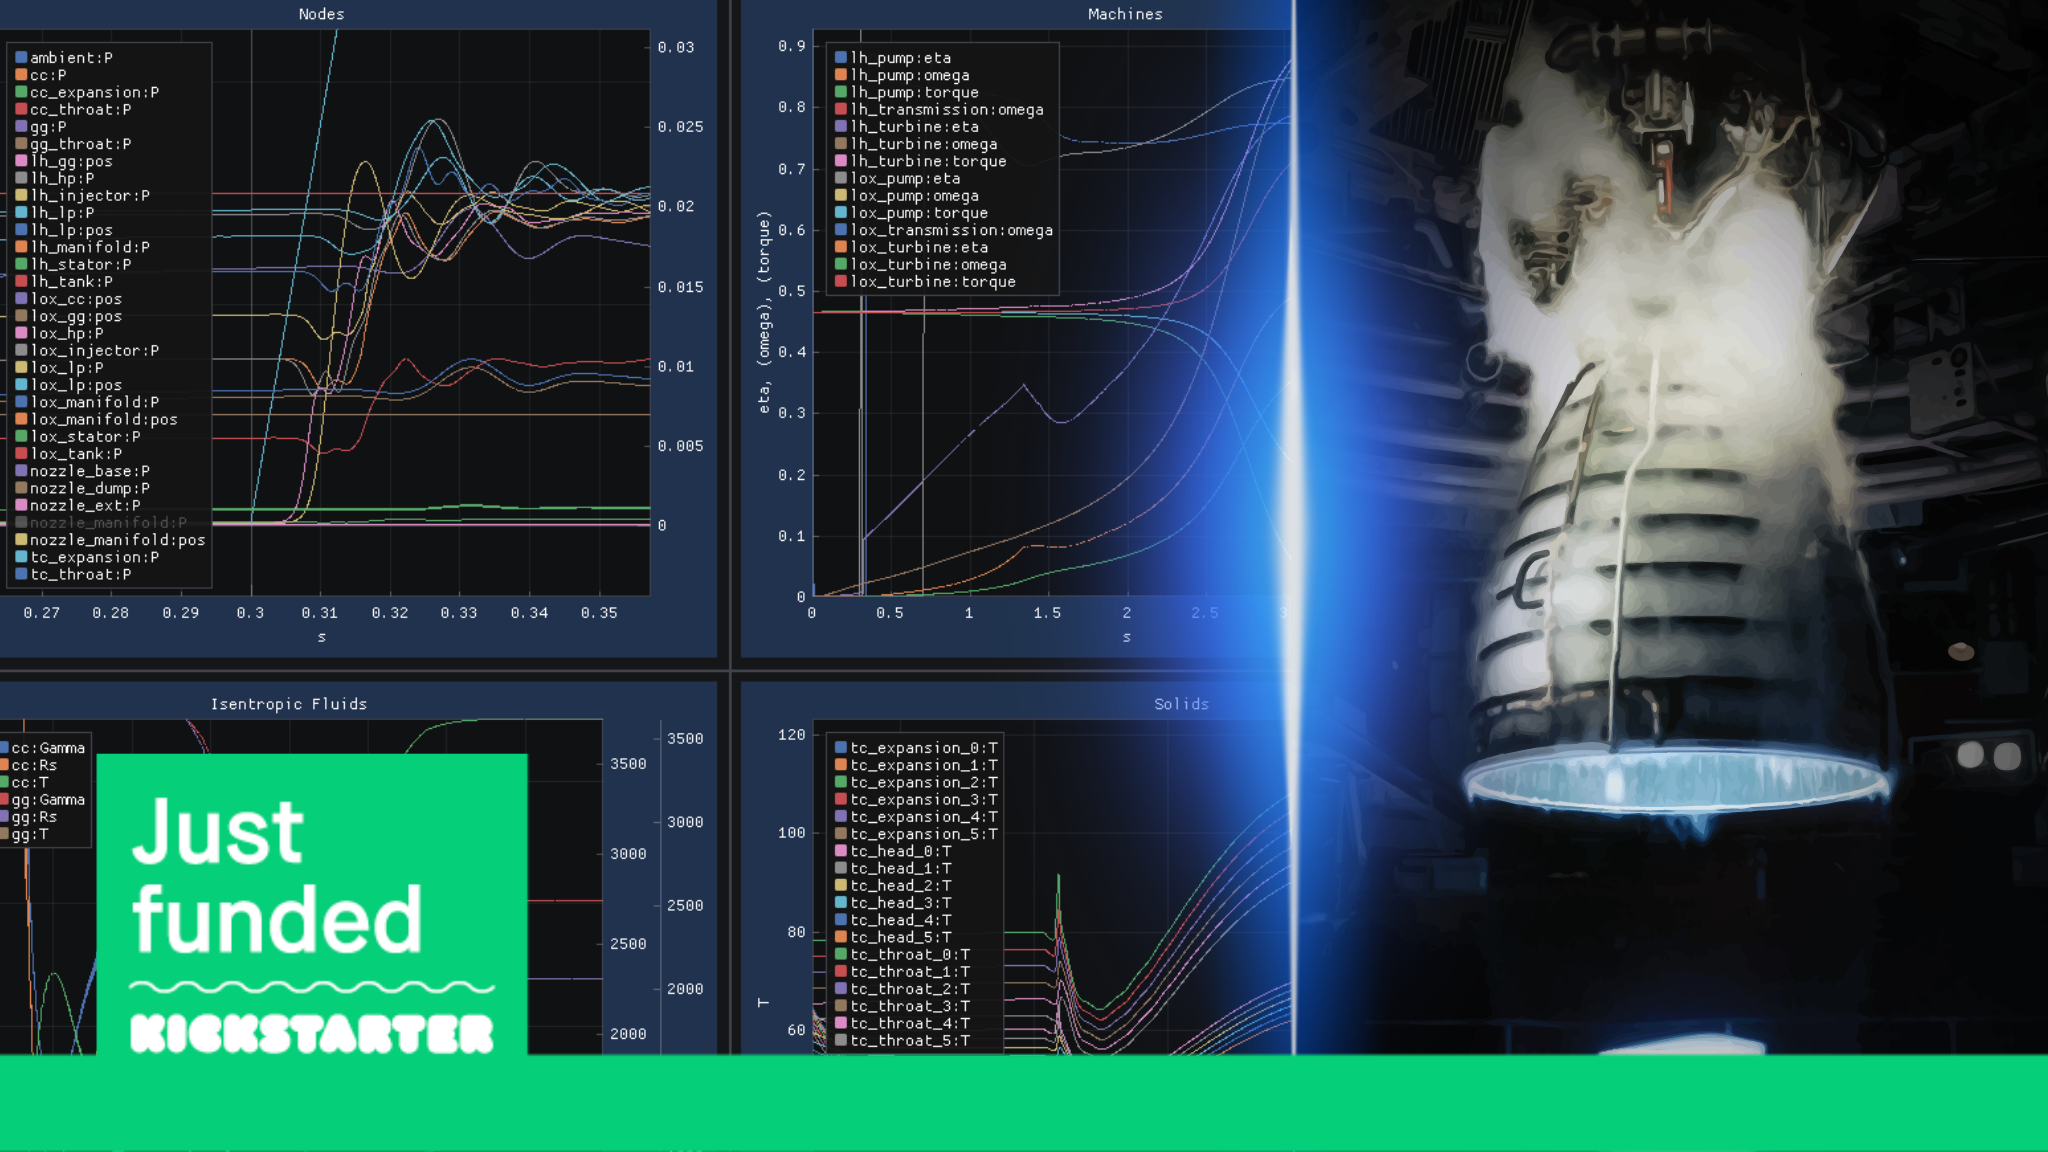 Nodes
ambient:P
cc:P
cc_expansion:P
cc_throat:P
gg:P
gg_throat:P
lh_gg:pos
lh_hp:P
lh_injector:P
lh_lp:P
lh_lp:pos
lh_manifold:P
lh_stator:P
lh_tank:P
lox_cc:pos
lox_gg:pos
lox_hp:P
lox_injector:P
lox_lp:P
lox_lp:pos
lox_manifold:P
lox_manifold:pos
lox_stator:P
lox_tank:P
nozzle_base:P
nozzle_dump:P
nozzle_ext:P
nozzle_manifold:P
nozzle_manifold:pos
tc_expansion:P
tc_throat:P
0.03
0.025
0.02
0.015
0.01
0.005
0
0.27 0.28 0.29 0.3 0.31 0.32 0.33 0.34 0.35
s
Machines
eta, (omega), (torque)
0.9
0.8
0.7
0.6
0.5
0.4
0.3
0.2
0.1
0
lh_pump:eta
lh_pump:omega
lh_pump:torque
lh_transmission:omega
lh_turbine:eta
lh_turbine:omega
lh_turbine:torque
lox_pump:eta
lox_pump:omega
lox_pump:torque
lox_transmission:omega
lox_turbine:eta
lox_turbine:omega
lox_turbine:torque
0 0.5 1 1.5 2 2.5 3
s
Isentropic Fluids
cc:Gamma
cc:Rs
cc:T
gg:Gamma
gg:Rs
gg:T
3500
3000
2500
2000
3500
3000
2500
2000
Solids
T
120
100
80
60
tc_expansion_0:T
tc_expansion_1:T
tc_expansion_2:T
tc_expansion_3:T
tc_expansion_4:T
tc_expansion_5:T
tc_head_0:T
tc_head_1:T
tc_head_2:T
tc_head_3:T
tc_head_4:T
tc_head_5:T
tc_throat_0:T
tc_throat_1:T
tc_throat_2:T
tc_throat_3:T
tc_throat_4:T
tc_throat_5:T
Just
funded
KICKSTARTER